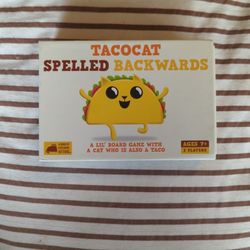 TACOCAT
SPELLED BACKWARDS
A LIL' BOARD GAME WITH
A CAT WHO IS ALSO A TACO
AGES 7+
2 PLAYERS